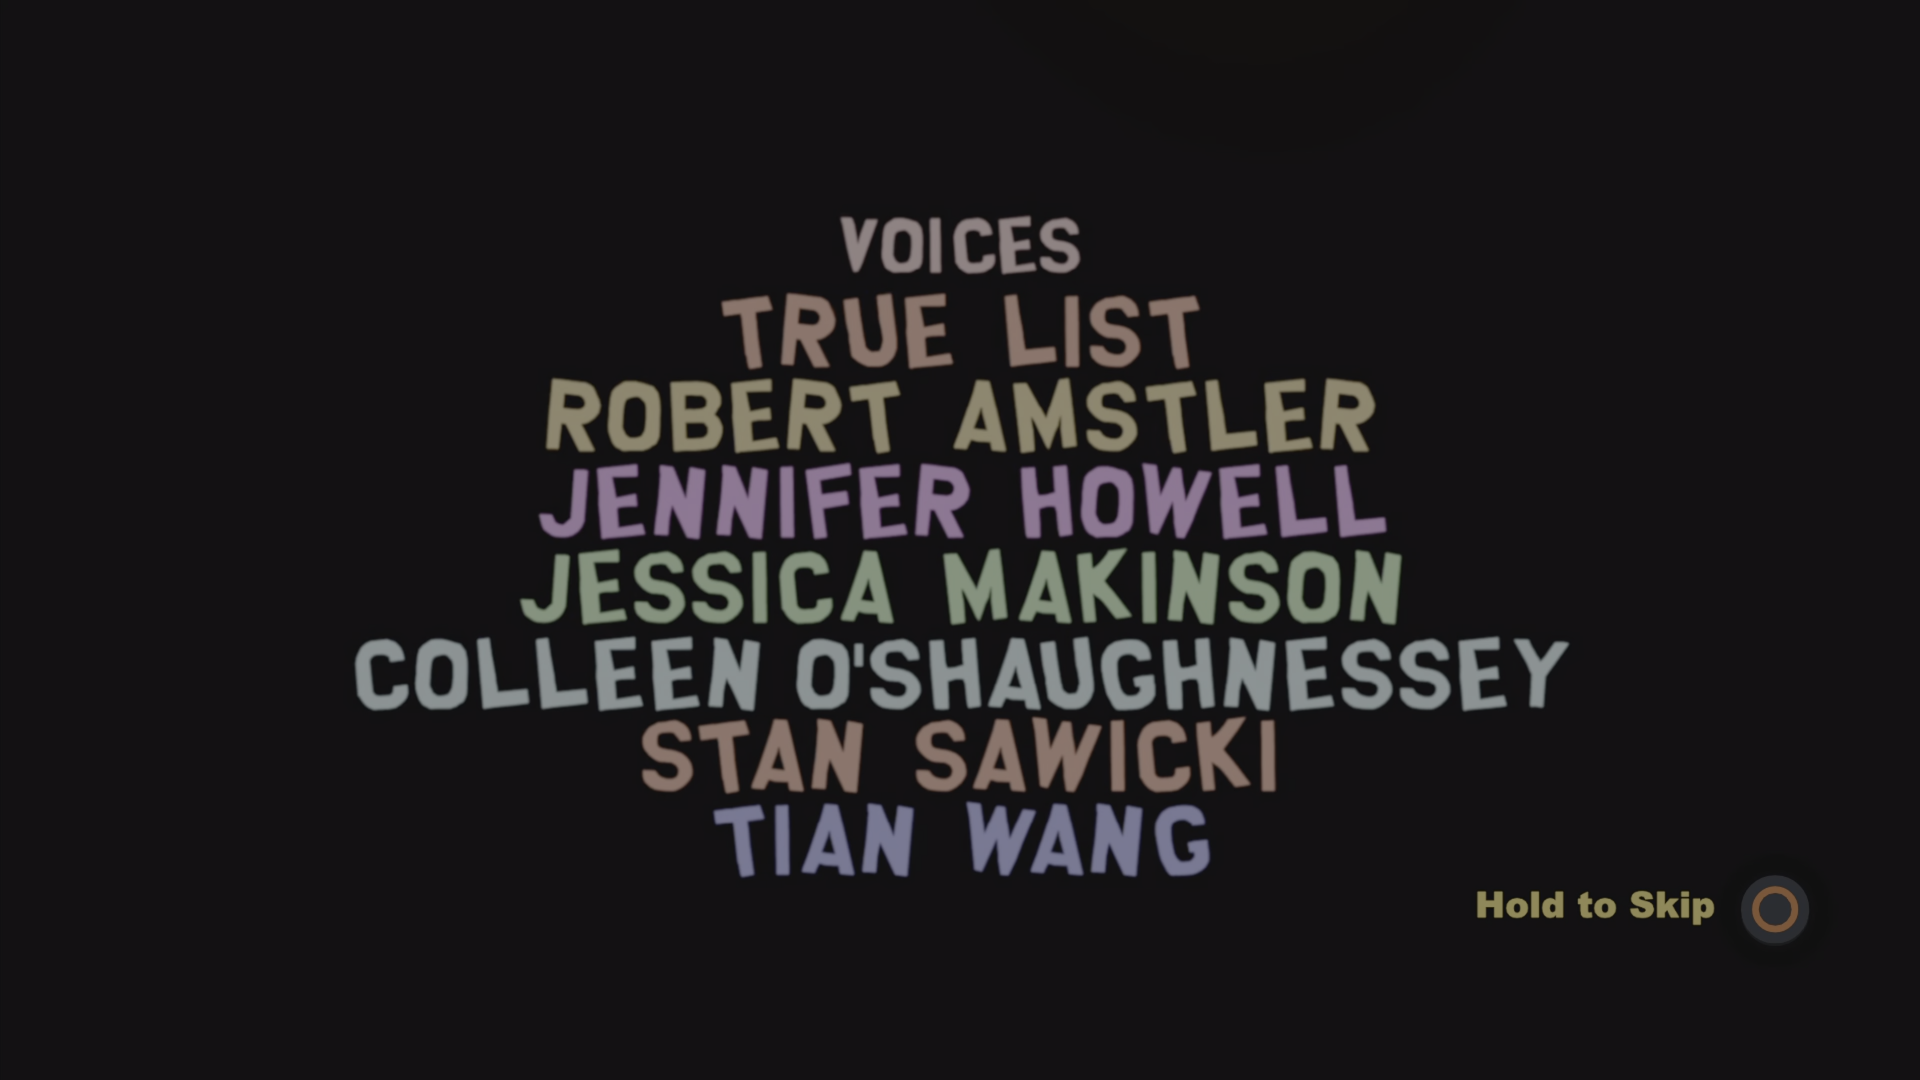 VOICES
TRUE LIST
ROBERT AMSTLER
JENNIFER HOWELL
JESSICA MAKINSON
COLLEEN O'SHAUGHNESSEY
STAN SAWICKI
TIAN WANG
Hold to Skip